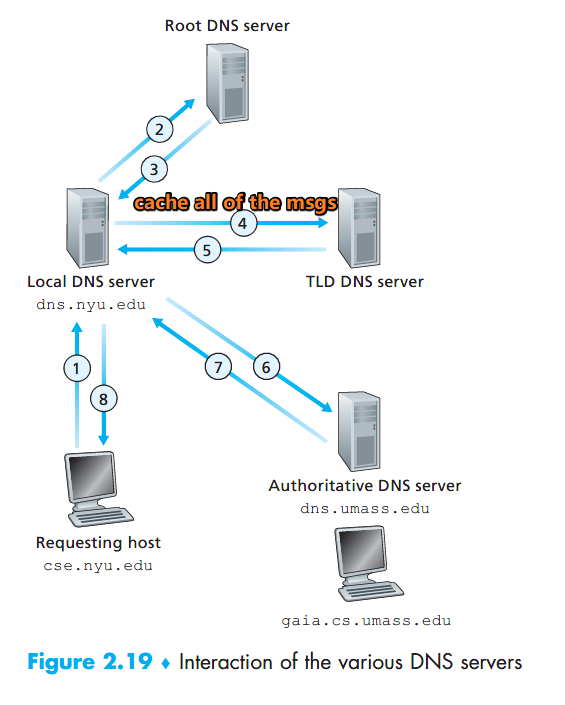 Root DNS server
2
3
cache all of the msgs
4
5
Local DNS server
dns.nyu.edu
TLD DNS server
1
8
7
6
Authoritative DNS server
dns.umass.edu
Requesting host
cse.nyu.edu
gaia.cs.umass.edu
Figure 2.19 ♦ Interaction of the various DNS servers